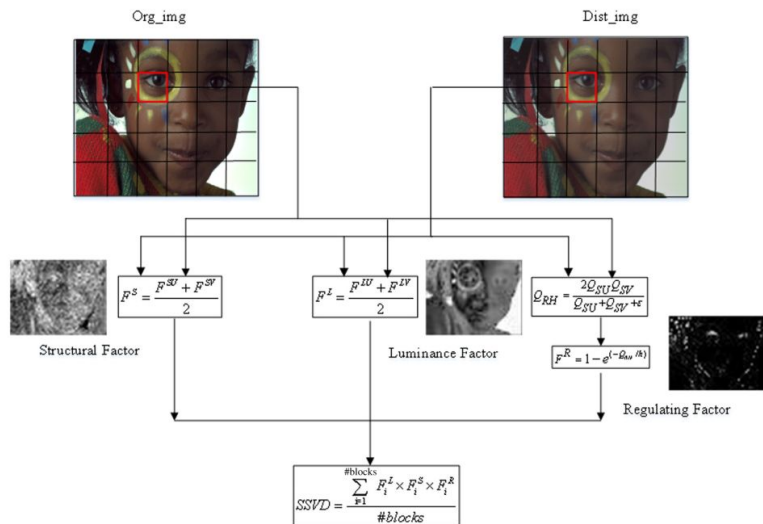 Org_img
Dist_img
F^S = (F^SU + F^SV) / 2
F^L = (F^LU + F^LV) / 2
Q_RH = 2Q_SU Q_SV / (Q_SU + Q_SV + ε)
Structural Factor
Luminance Factor
F^R = 1 - e^(-Q_RH/h)
Regulating Factor
SSVD = ∑_{i=1}^{#blocks} F_i^L × F_i^S × F_i^R / #blocks